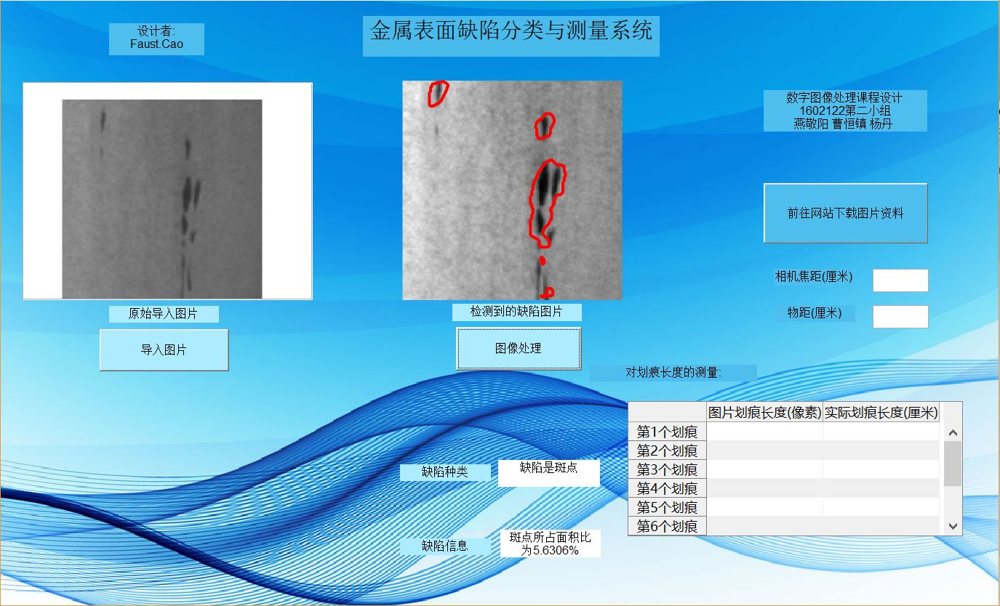 设计者:
Faust.Cao
金属表面缺陷分类与测量系统
数字图像处理课程设计
1602122第二小组
燕敬阳 曹恒镇 杨丹
前往网站下载图片资料
相机焦距(厘米)
物距(厘米)
原始导入图片
导入图片
检测到的缺陷图片
图像处理
对划痕长度的测量:
图片划痕长度(像素) 实际划痕长度(厘米)
第1个划痕
第2个划痕
第3个划痕
第4个划痕
第5个划痕
第6个划痕
缺陷种类
缺陷是斑点
缺陷信息
斑点所占面积比
为5.6306%